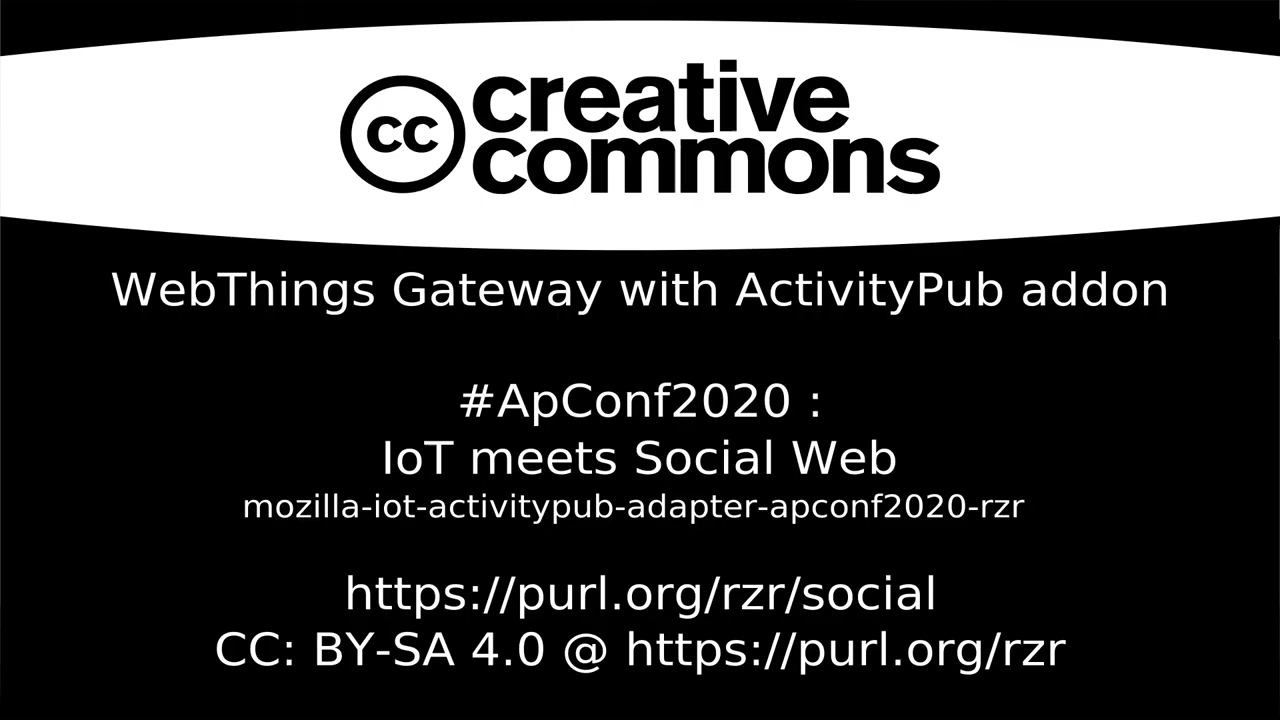 cc creative
commons
WebThings Gateway with ActivityPub addon
#ApConf2020 :
IoT meets Social Web
mozilla-iot-activitypub-adapter-apconf2020-rzr
https://purl.org/rzr/social
CC: BY-SA 4.0 @ https://purl.org/rzr